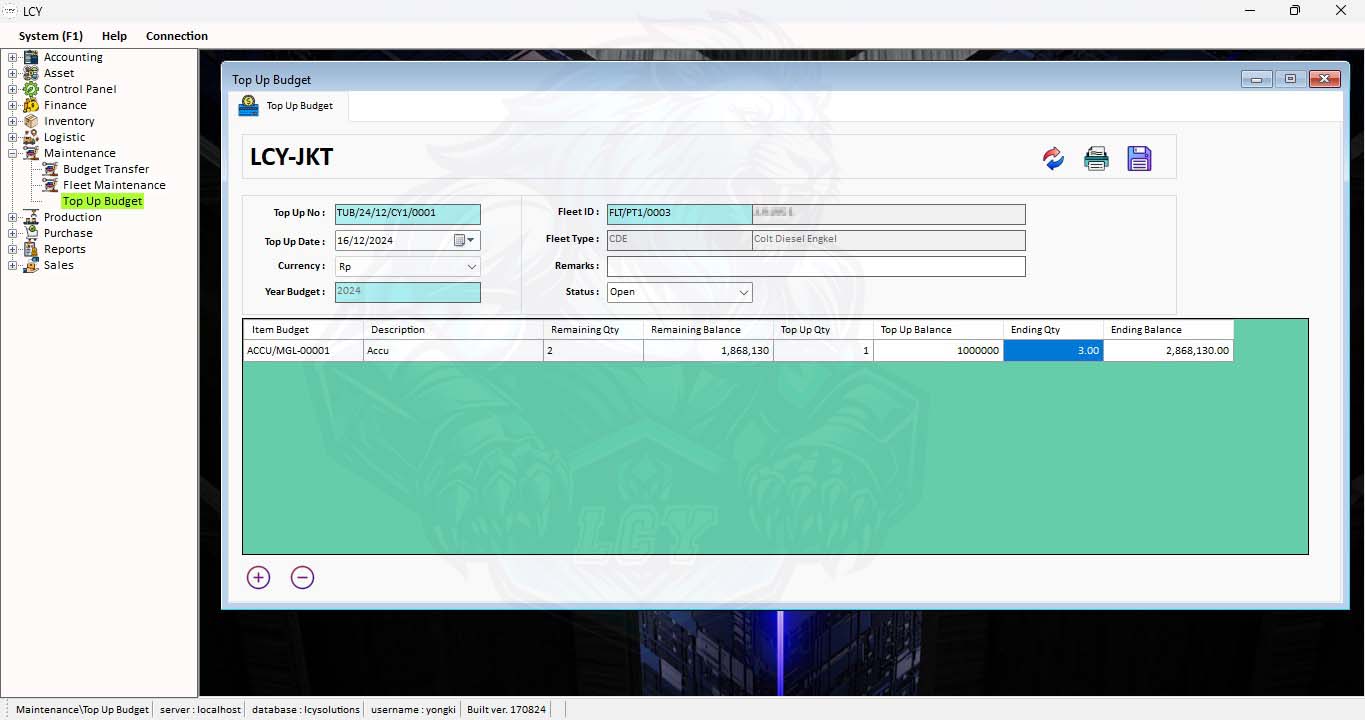 LCY
System (F1) Help Connection
Accounting
Asset
Control Panel
Finance
Inventory
Logistic
Maintenance
Budget Transfer
Fleet Maintenance
Top Up Budget
Production
Purchase
Reports
Sales
Top Up Budget
Top Up Budget
LCY-JKT
Top Up No : TUB/24/12/CY1/0001
Top Up Date : 16/12/2024
Currency : Rp
Year Budget : 2024
Fleet ID : FLT/PT1/0003
Fleet Type : CDE Colt Diesel Engkel
Remarks :
Status : Open
Item Budget Description Remaining Qty Remaining Balance Top Up Qty Top Up Balance Ending Qty Ending Balance
ACCU/MGL-00001 Accu 2 1,868,130 1 1000000 3.00 2,868,130.00
LCY
Maintenance\Top Up Budget server : localhost database : lcysolutions username : yongki Built ver. 170824